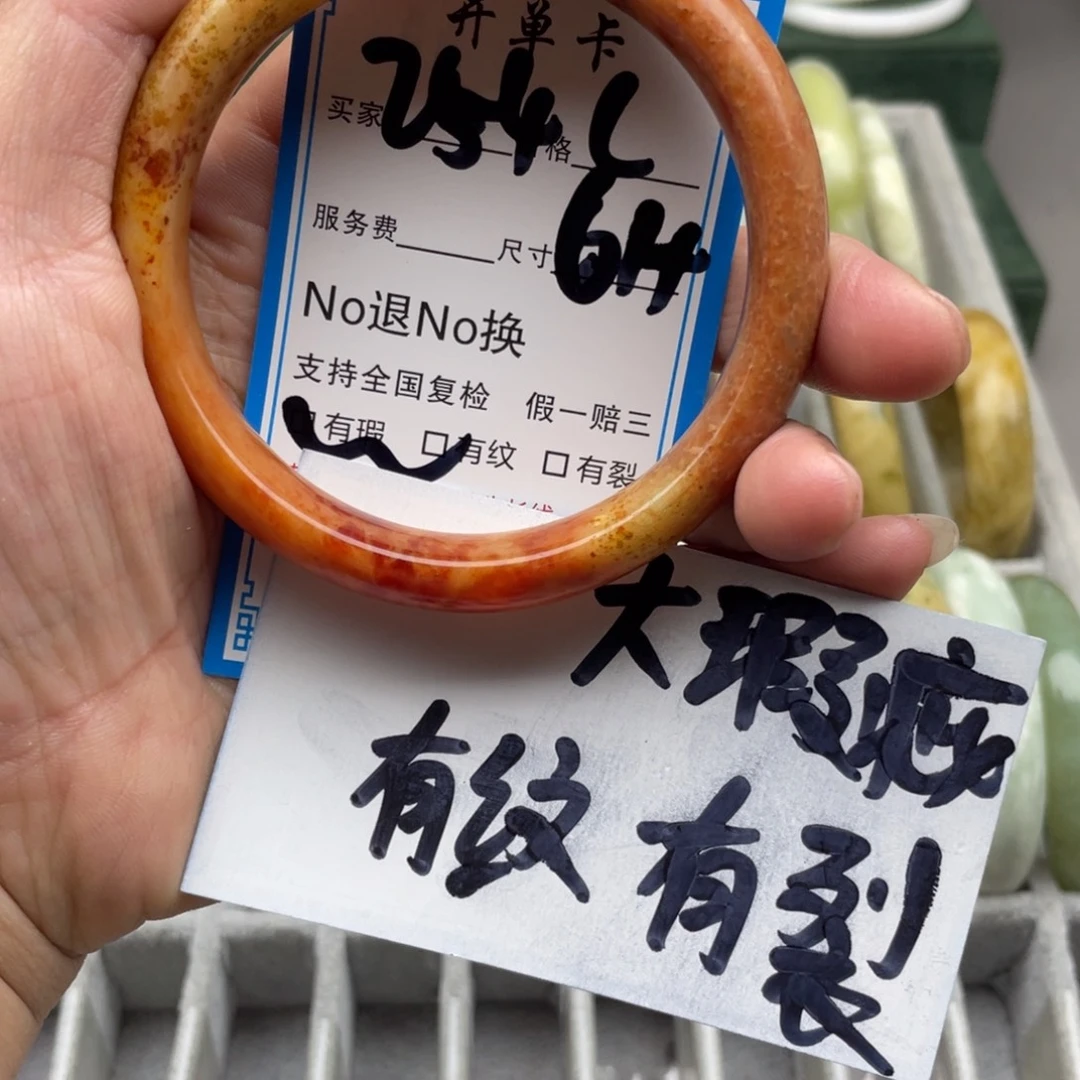 开单卡
买家 254 格 L
服务费 尺寸 6H
No退No换
支持全国复检 假一赔三
有瑕 有纹 有裂
大瑕疵
有纹
有裂